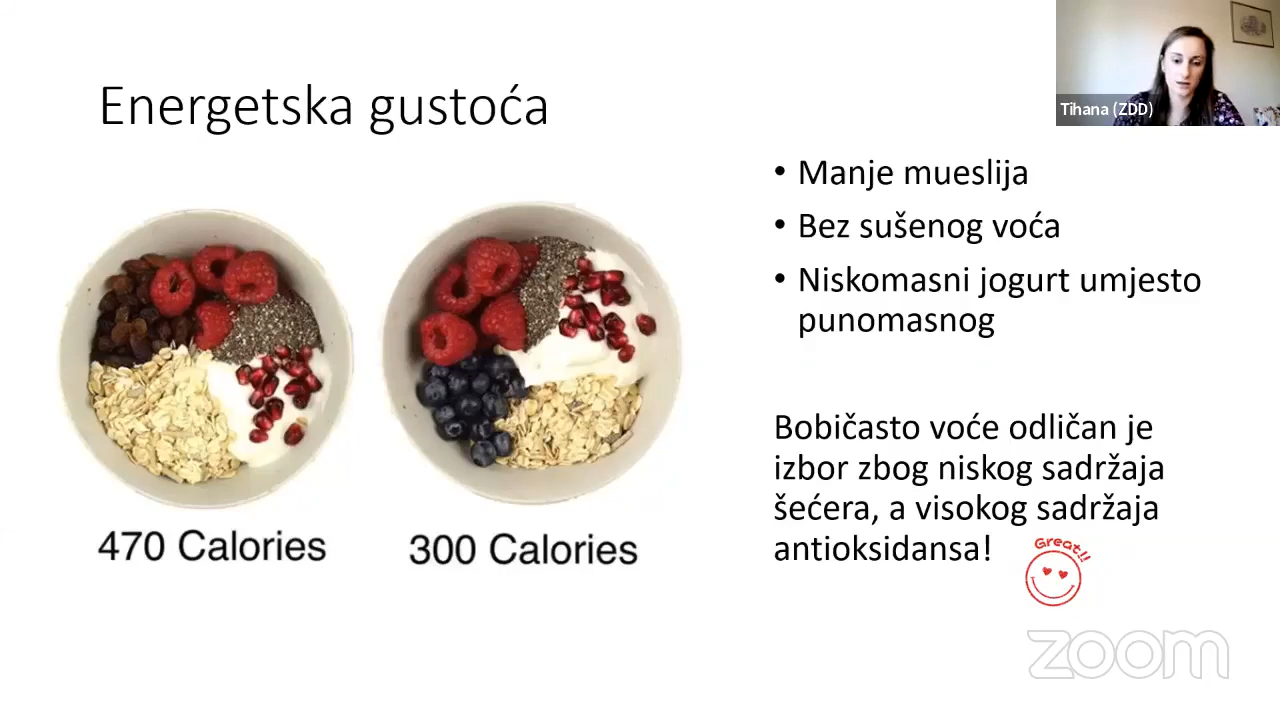 Tihana (ZDD)
Energetska gustoća
• Manje mueslija
• Bez sušenog voća
• Niskomasni jogurt umjesto
punomasnog
Bobičasto voće odličan je
izbor zbog niskog sadržaja
šećera, a visokog sadržaja
antioksidansa!
Great!!
470 Calories
300 Calories
zoom